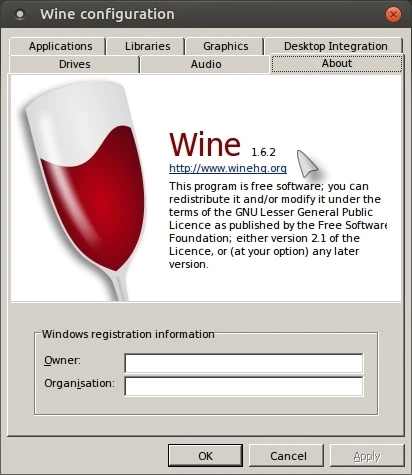 Wine configuration
Applications Libraries Graphics Desktop Integration
Drives Audio About
Wine 1.6.2
http://www.winehq.org
This program is free software; you can
redistribute it and/or modify it under the
terms of the GNU Lesser General Public
Licence as published by the Free Software
Foundation; either version 2.1 of the
Licence, or (at your option) any later
version.
Windows registration information
Owner:
Organisation:
OK Cancel Apply